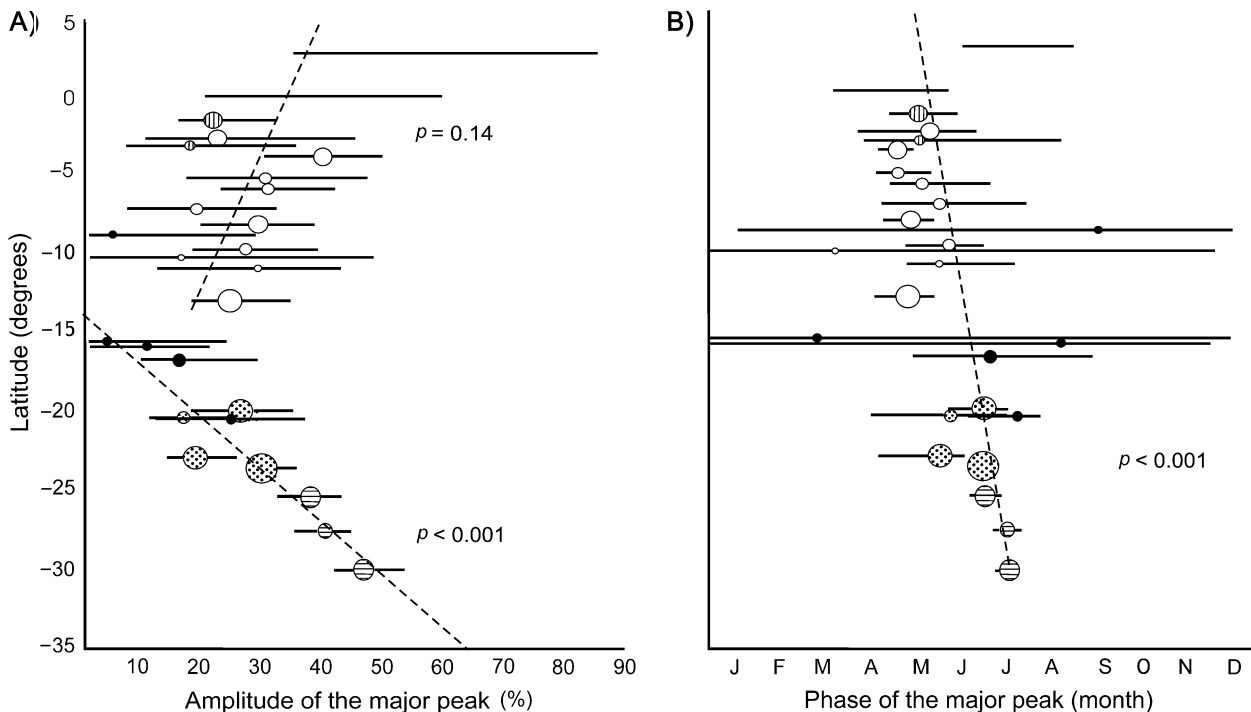 A)
B)
5
0
−5
−10
−15
−20
−25
−30
−35
Latitude (degrees)
p = 0.14
p < 0.001
p < 0.001
10 20 30 40 50 60 70 80 90
J F M A M J J A S O N D
Amplitude of the major peak (%)
Phase of the major peak (month)